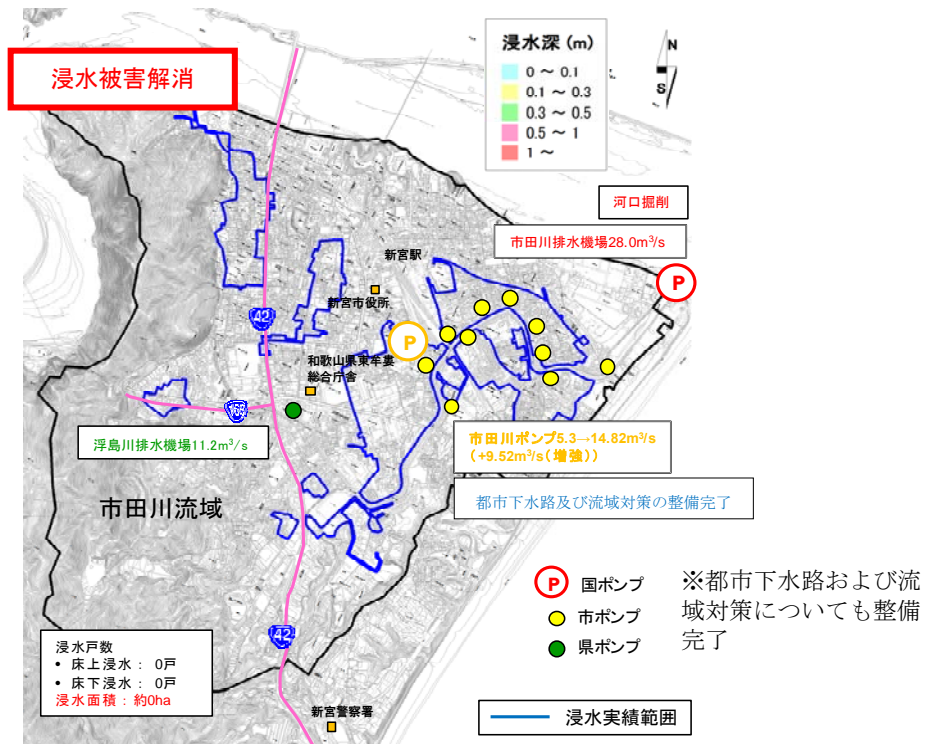 浸水被害解消
浸水深 (m)
0 ～ 0.1
0.1 ～ 0.3
0.3 ～ 0.5
0.5 ～ 1
1 ～
N
S
河口掘削
市田川排水機場28.0m³/s
P
新宮駅
新宮市役所
42
P
和歌山県東牟婁
総合庁舎
168
浮島川排水機場11.2m³/s
市田川ポンプ5.3→14.82m³/s
（+9.52m³/s（増強））
都市下水路及び流域対策の整備完了
市田川流域
P 国ポンプ
市ポンプ
県ポンプ
※都市下水路および流
域対策についても整備
完了
42
浸水戸数
• 床上浸水： 0戸
• 床下浸水： 0戸
浸水面積：約0ha
新宮警察署
浸水実績範囲